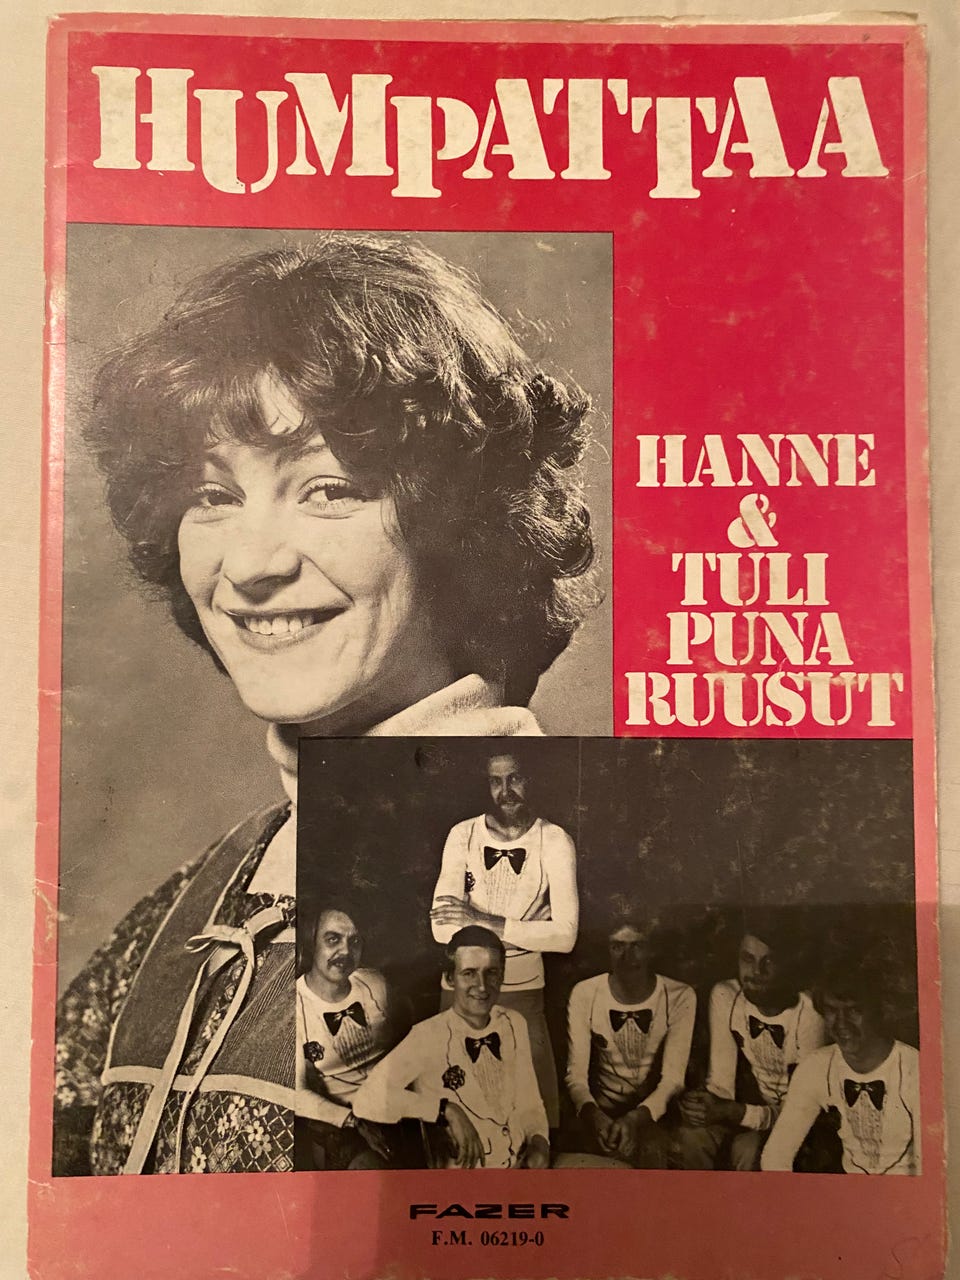 HUMPATTAA
HANNE
&
TULI
PUNA
RUUSUT
FAZER
F.M. 06219-0